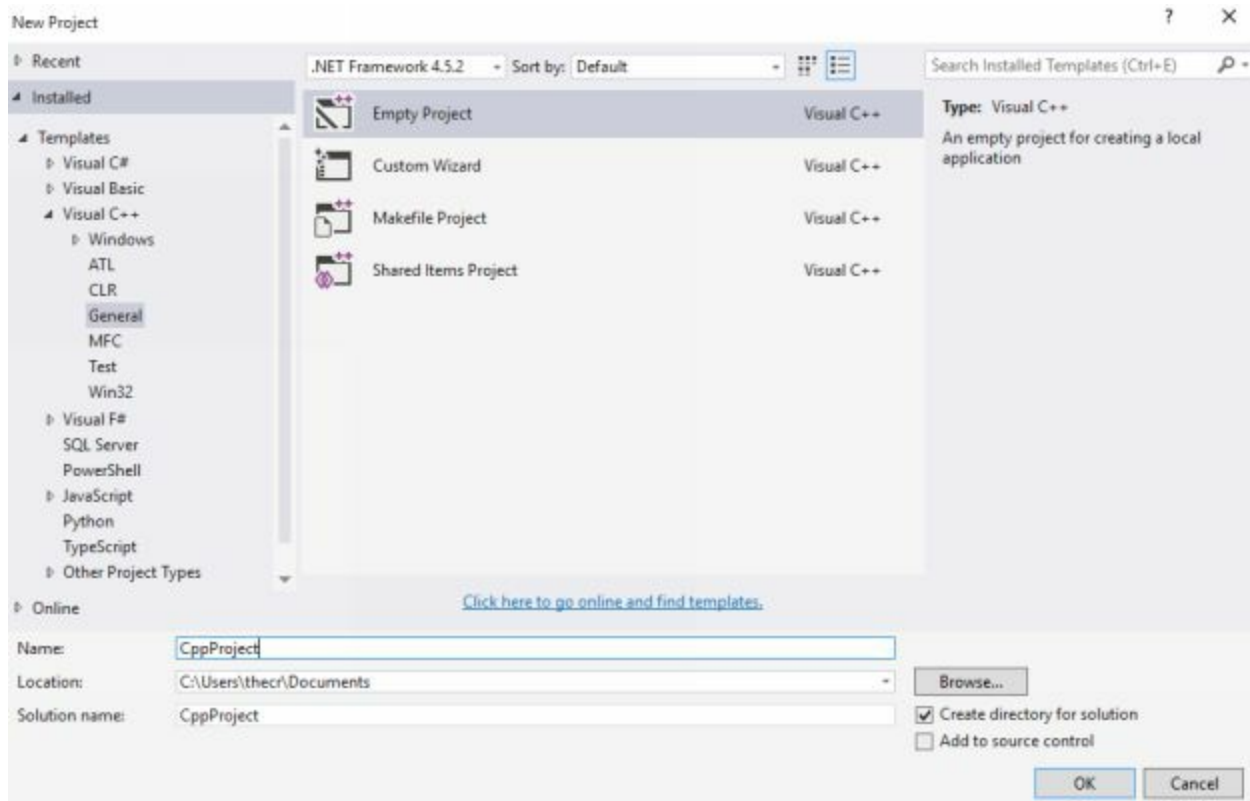 New Project
?
Recent
.NET Framework 4.5.2 Sort by: Default
Search Installed Templates (Ctrl+E)
Installed
Templates
Visual C#
Visual Basic
Visual C++
Windows
ATL
CLR
General
MFC
Test
Win32
Visual F#
SQL Server
PowerShell
JavaScript
Python
TypeScript
Other Project Types
Online
Empty Project Visual C++
Custom Wizard Visual C++
Makefile Project Visual C++
Shared Items Project Visual C++
Click here to go online and find templates.
Type: Visual C++
An empty project for creating a local
application
Name: CppProject
Location: C:\Users\thecr\Documents
Browse...
Solution name: CppProject
Create directory for solution
Add to source control
OK Cancel